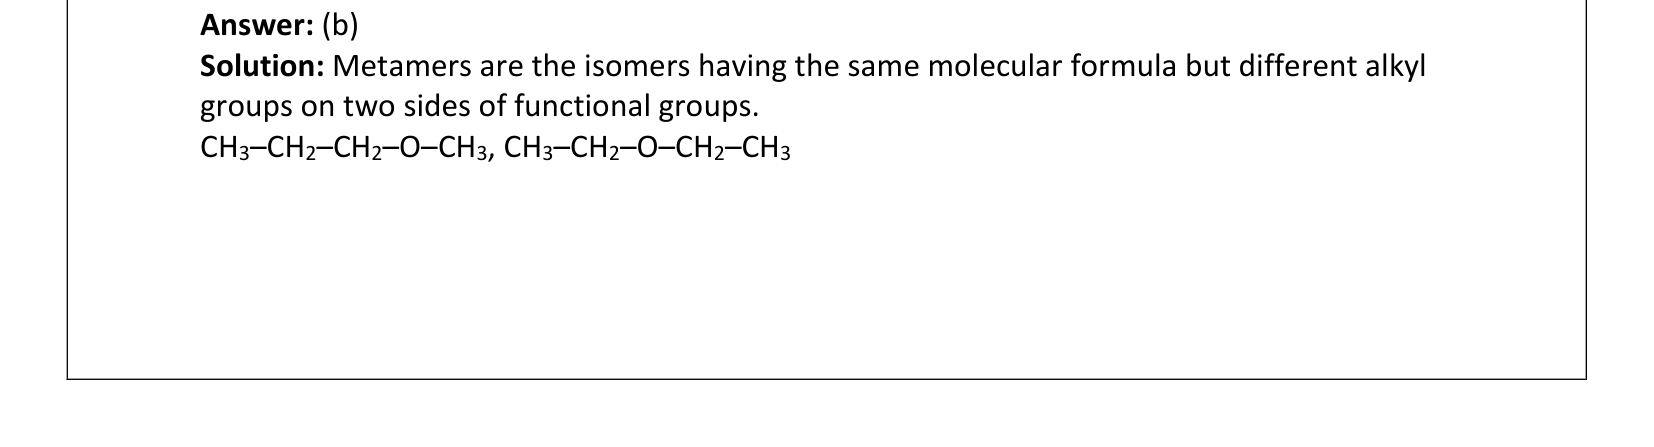 Answer: (b)
Solution: Metamers are the isomers having the same molecular formula but different alkyl
groups on two sides of functional groups.
CH₃–CH₂–CH₂–O–CH₃, CH₃–CH₂–O–CH₂–CH₃